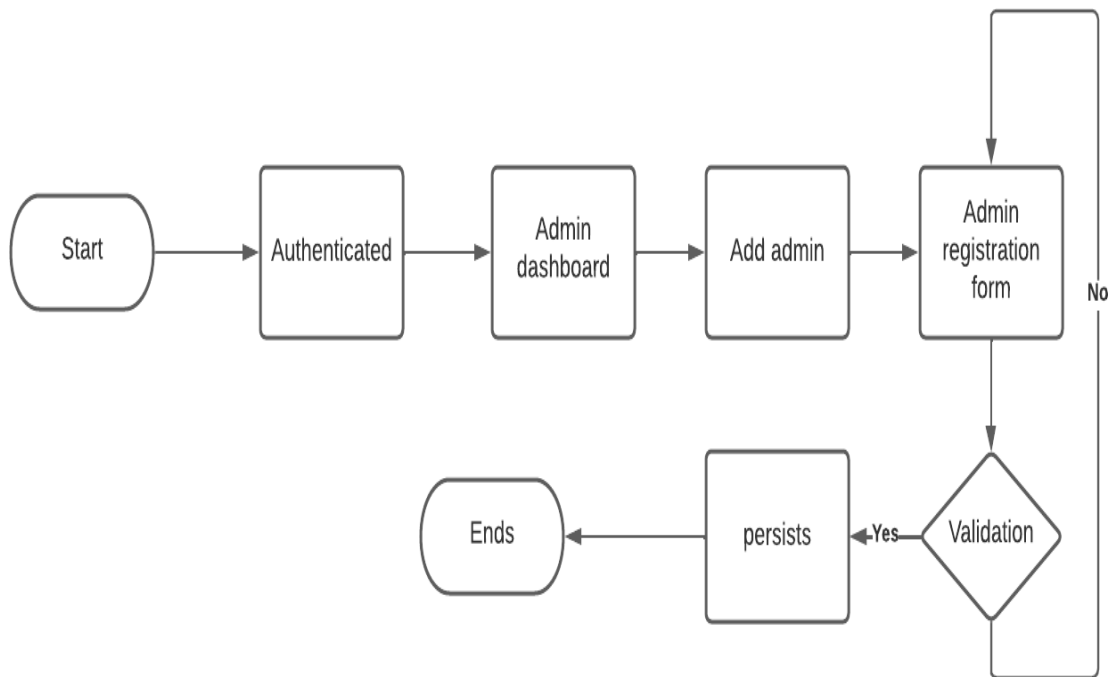 Start
Authenticated
Admin
dashboard
Add admin
Admin
registration
form
No
Ends
persists
Yes
Validation